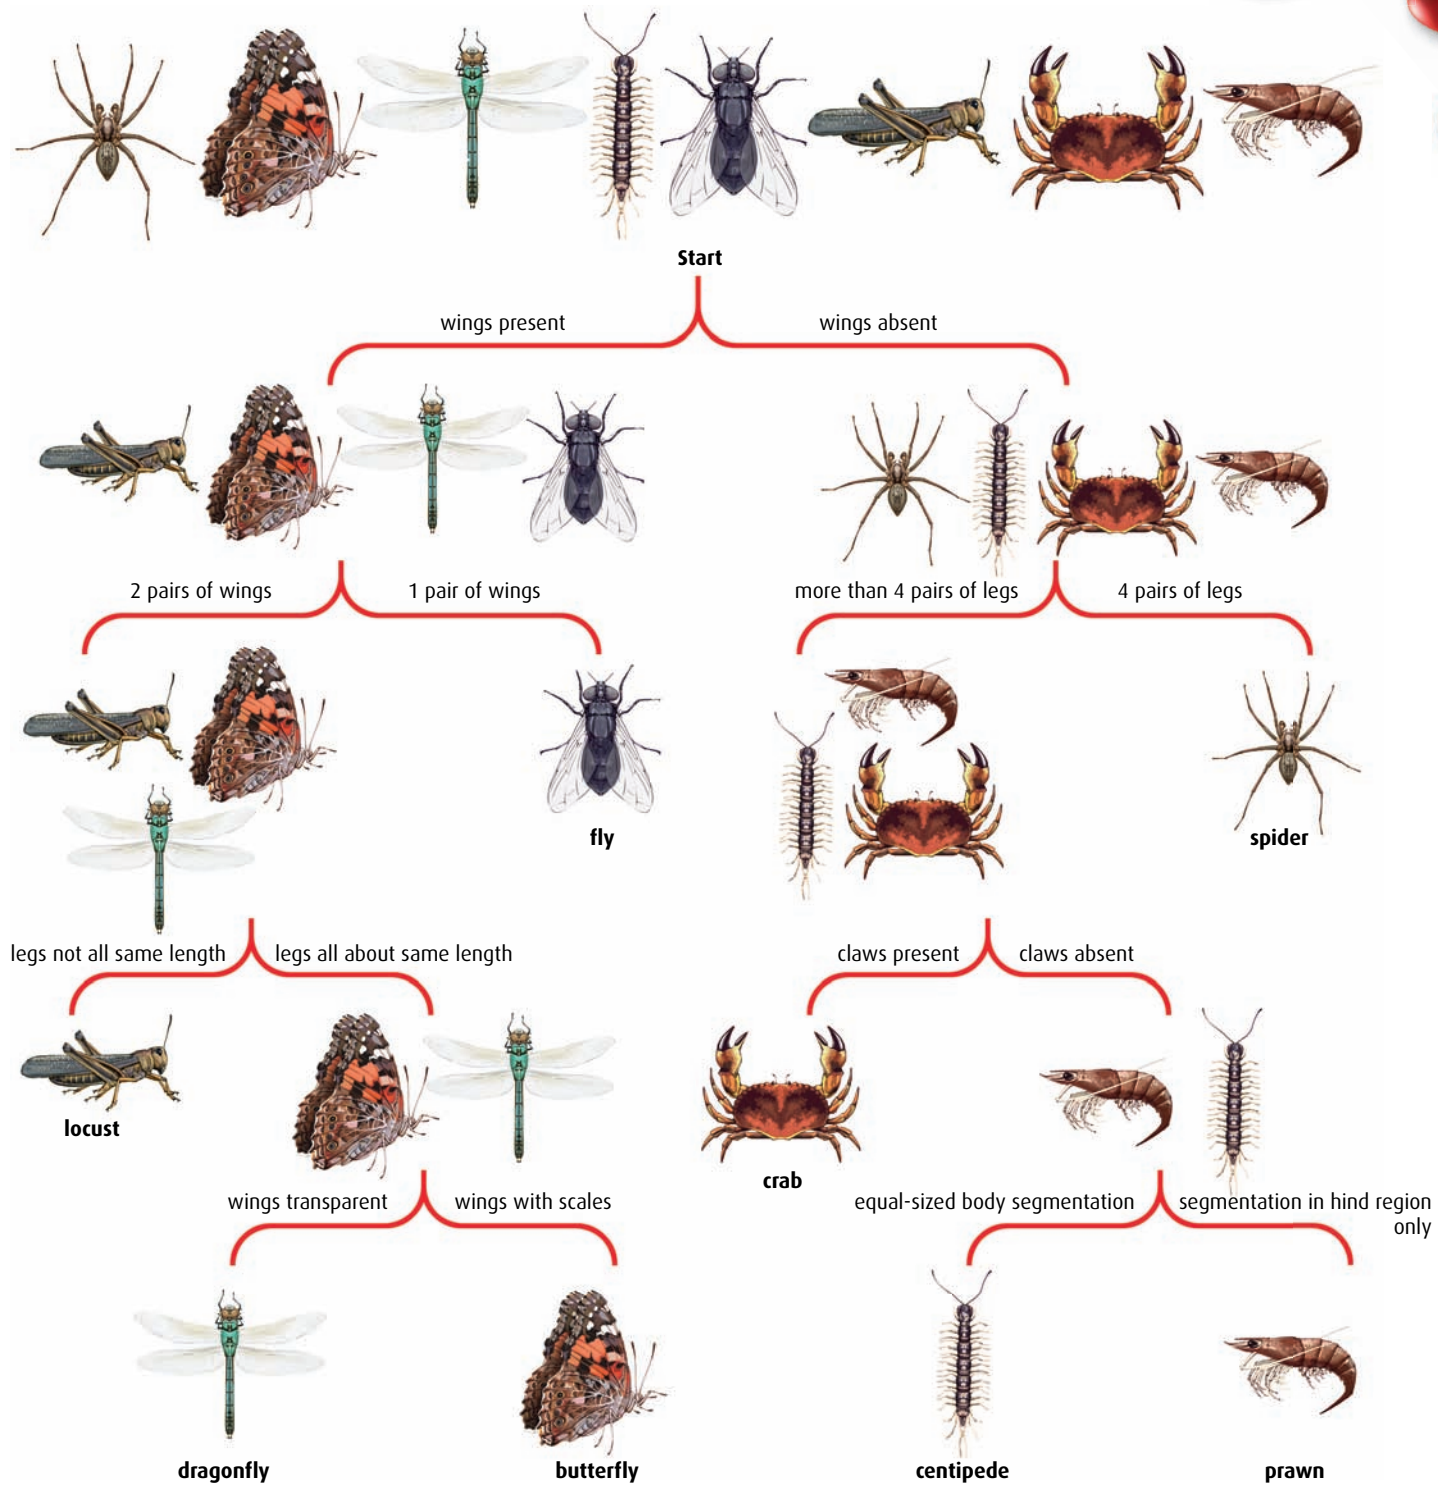 Start
wings present
wings absent
2 pairs of wings
1 pair of wings
more than 4 pairs of legs
4 pairs of legs
fly
spider
legs not all same length
legs all about same length
claws present
claws absent
locust
crab
wings transparent
wings with scales
equal-sized body segmentation
segmentation in hind region
only
dragonfly
butterfly
centipede
prawn